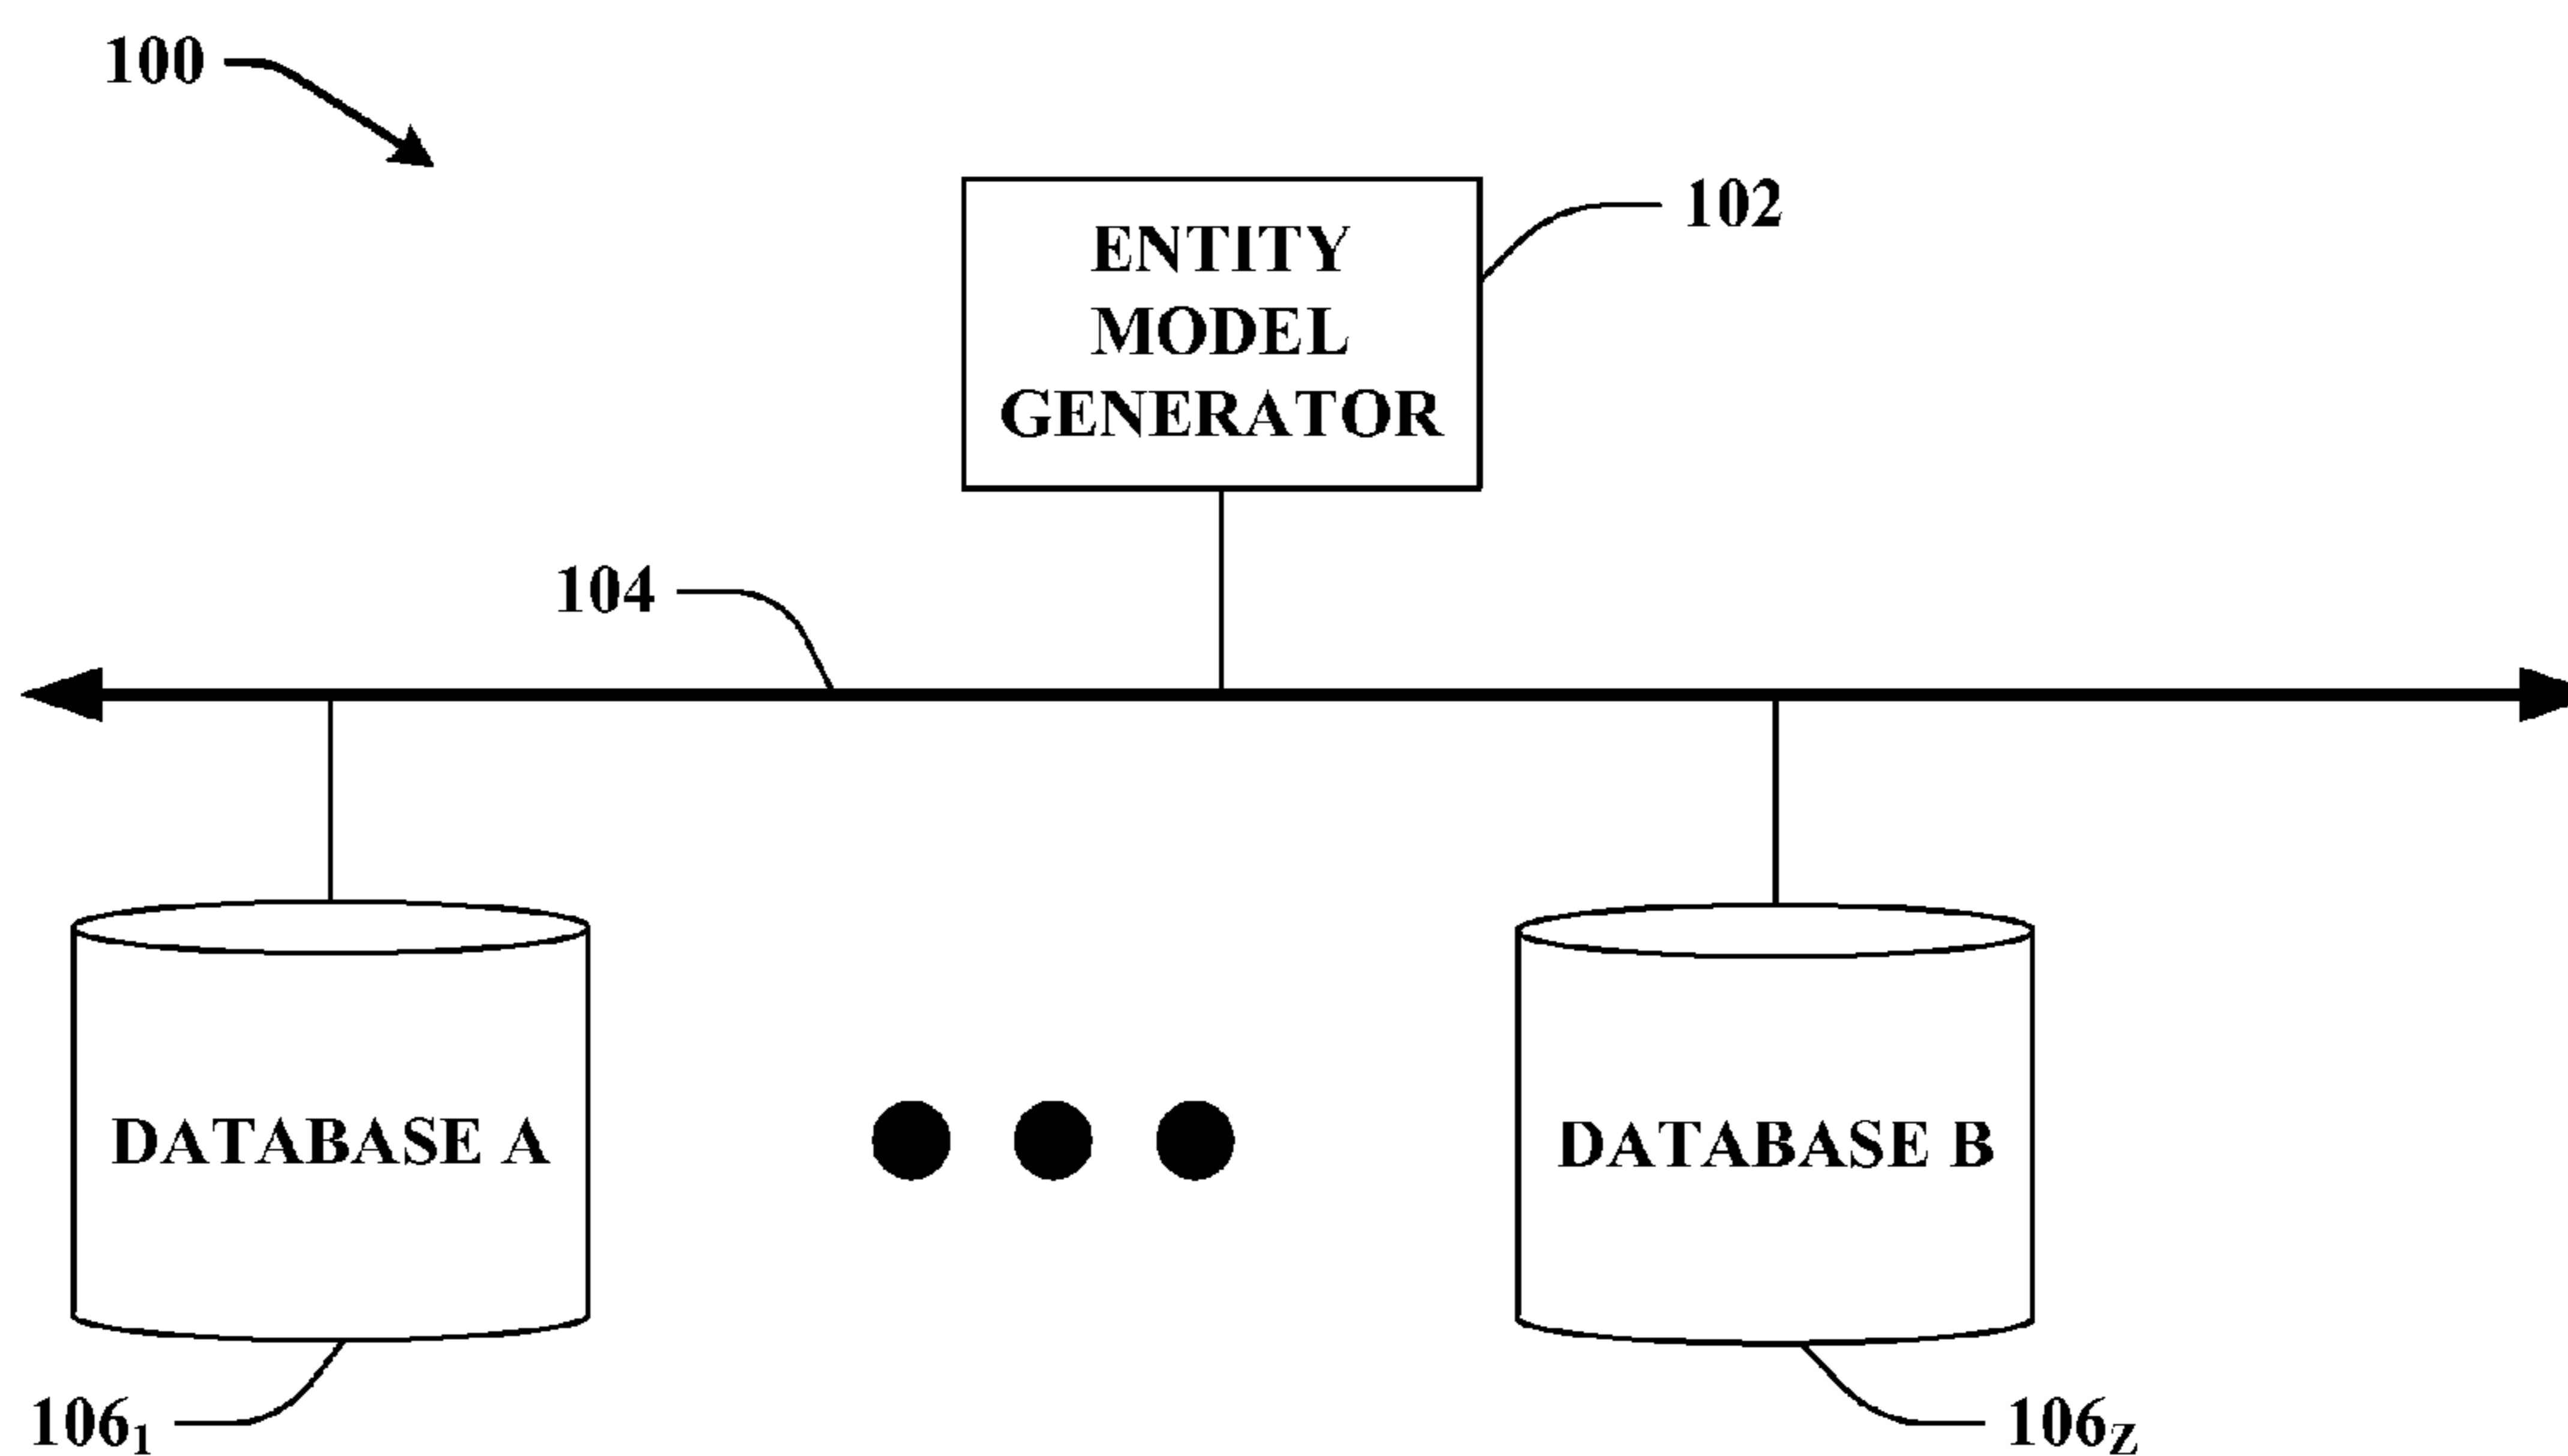 100
ENTITY
MODEL
GENERATOR
102
104
DATABASE A
DATABASE B
106₁
106Z